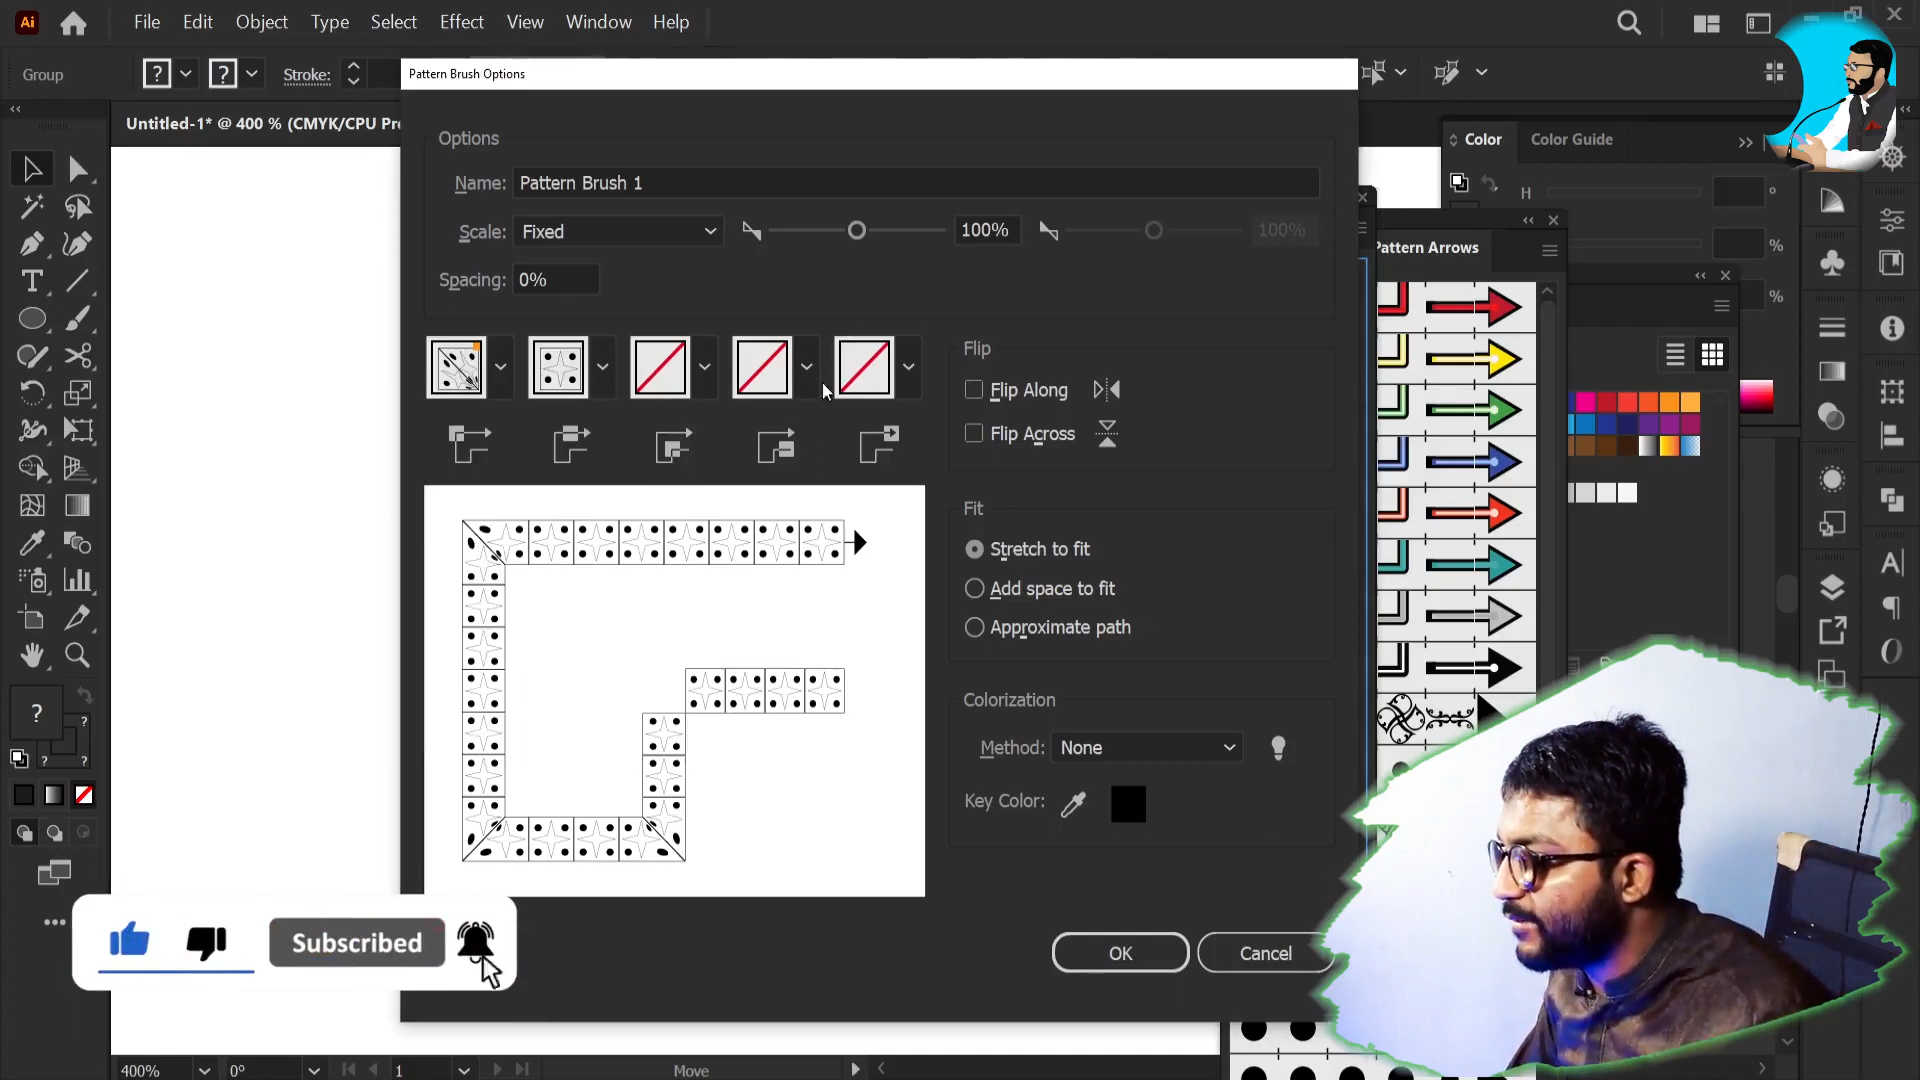 Ai File Edit Object Type Select Effect View Window Help
Group ? ? Stroke:
Pattern Brush Options
Untitled-1* @ 400 % (CMYK/CPU Pre
Options
Name: Pattern Brush 1
Scale: Fixed 100% 100%
Spacing: 0%
Flip
Flip Along
Flip Across
Fit
Stretch to fit
Add space to fit
Approximate path
Colorization
Method: None
Key Color:
OK Cancel
Color Color Guide
H °
%
%
Pattern Arrows
?
?
? ?
Subscribed
400% 0° 1 Move